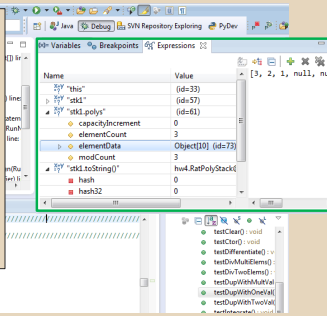 Java Debug SVN Repository Exploring PyDev
(x)= Variables Breakpoints Expressions
Name Value
"this" (id=33)
"stk1" (id=57)
"stk1.polys" (id=61)
capacityIncrement 0
elementCount 3
elementData Object[10] (id=73)
modCount 3
"stk1.toString()" hw4.RatPolyStack(
hash 0
hash32 0
[3, 2, 1, null, nu
testClear() : void
testCtor() : void
testDifferentiate() : v
testDivMultiElems() :
testDivTwoElems() :
testDupWithMultVal
testDupWithOneVal(
testDupWithTwoVal(
testIntegrate() : void